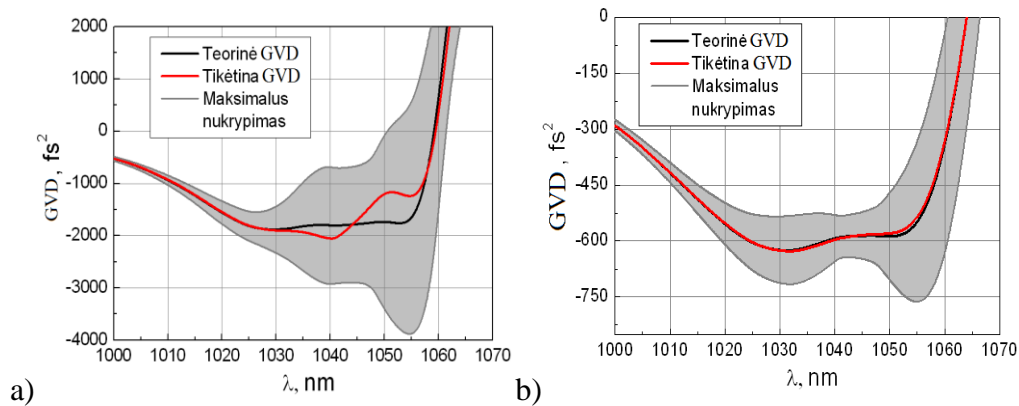 2000
1000
0
-1000
-2000
-3000
-4000
GVD, fs²
Teorinė GVD
Tikėtina GVD
Maksimalus
nukrypimas
1000 1010 1020 1030 1040 1050 1060 1070
λ, nm
a)
0
-150
-300
-450
-600
-750
GVD , fs²
Teorinė GVD
Tikėtina GVD
Maksimalus
nukrypimas
1000 1010 1020 1030 1040 1050 1060 1070
λ, nm
b)